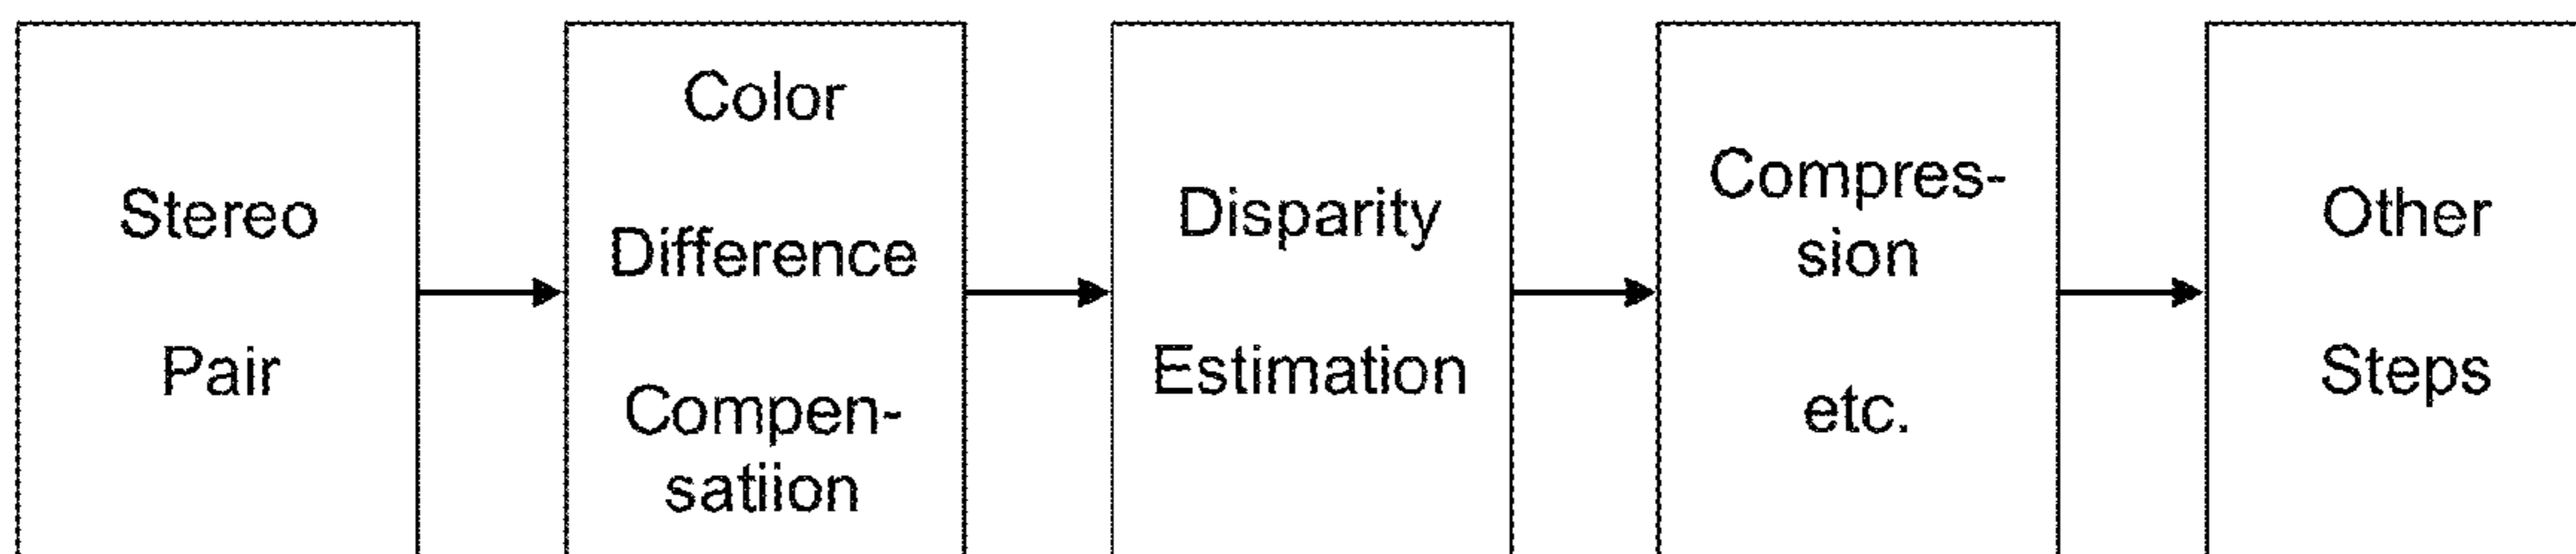 Stereo
Pair
Color
Difference
Compen-
satiion
Disparity
Estimation
Compres-
sion
etc.
Other
Steps